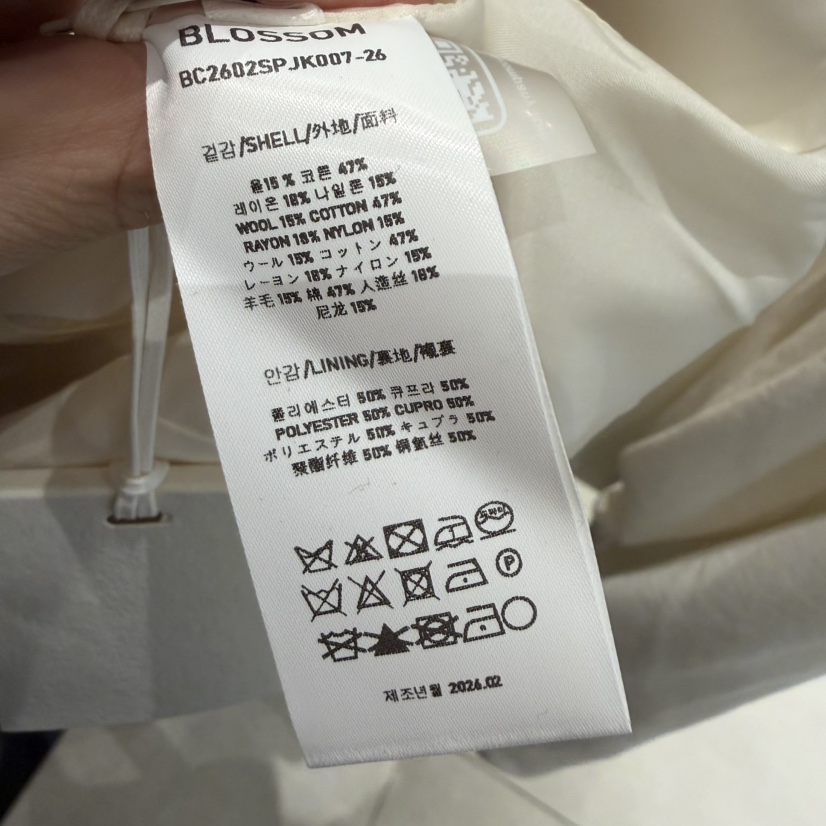 BLOSSOM
BC2602SPJK007-26
겉감/SHELL/外地/面料
울15 % 코튼 47%
레이온 18% 나일론 15%
WOOL 15% COTTON 47%
RAYON 18% NYLON 15%
ウール 15% コットン 47%
レーヨン 18% ナイロン 15%
羊毛 15% 棉 47% 人造丝 18%
尼龙 15%
안감/LINING/裏地/
폴리에스터 50% 큐프라 50%
POLYESTER 50% CUPRO 50%
ポリエステル 50% キュプラ 50%
聚酯纤维 50% 铜氨丝 50%
드라이
P
제조년월 2026.02